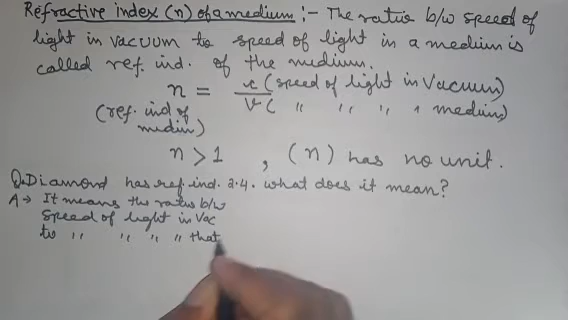 Refractive index (n) of a medium :- The ratio b/w speed of
light in vacuum to speed of light in a medium is
called ref. ind. of the medium.
n = c (speed of light in Vacuum)
V ( " " " " medium)
(ref. ind of
medium)
n > 1 , (n) has no unit.
Q. Diamond has ref. ind. 2.4. what does it mean?
A → It means the ratio b/w
speed of light in Vac
to " " " " that